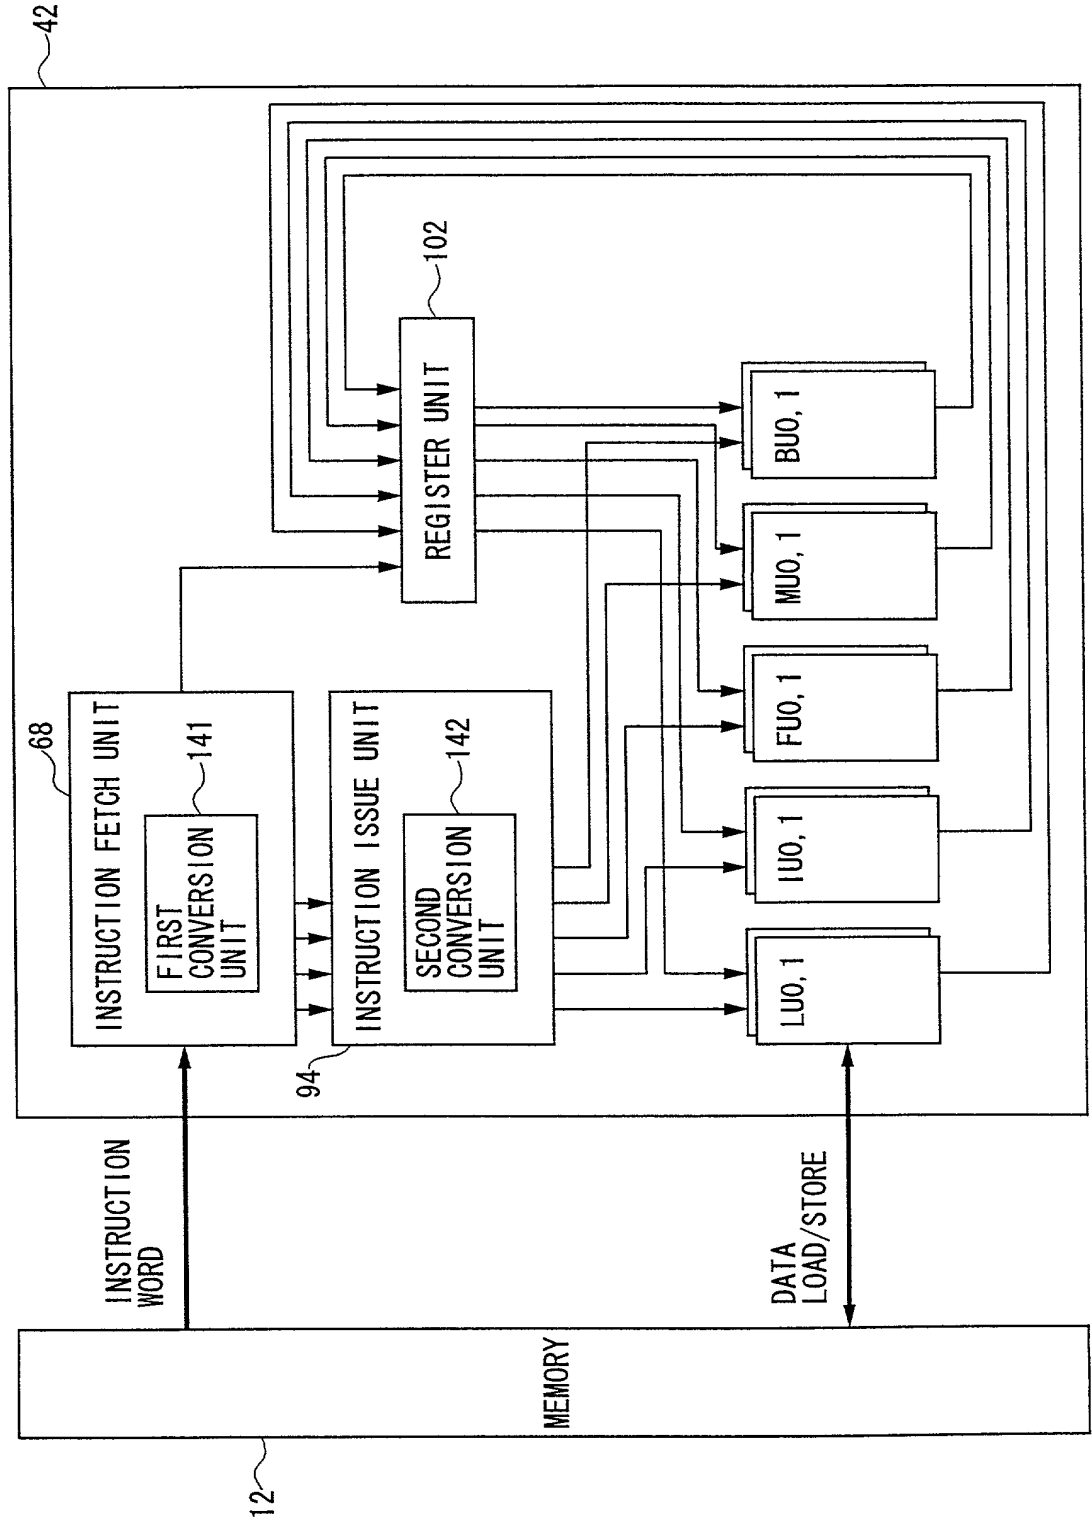 42
68
INSTRUCTION FETCH UNIT
FIRST
CONVERSION
UNIT
141
INSTRUCTION ISSUE UNIT
SECOND
CONVERSION
UNIT
142
94
REGISTER UNIT
102
LU0, 1
IU0, 1
FU0, 1
MU0, 1
BU0, 1
INSTRUCTION
WORD
DATA
LOAD/STORE
MEMORY
12